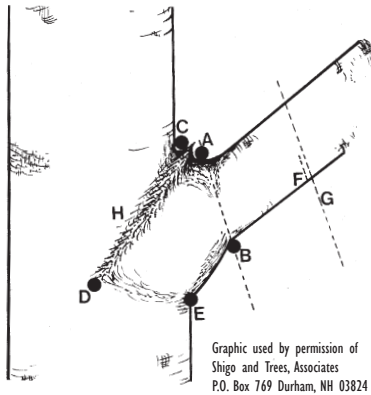 C
A
H
F
G
B
D
E
Graphic used by permission of
Shigo and Trees, Associates
P.O. Box 769 Durham, NH 03824